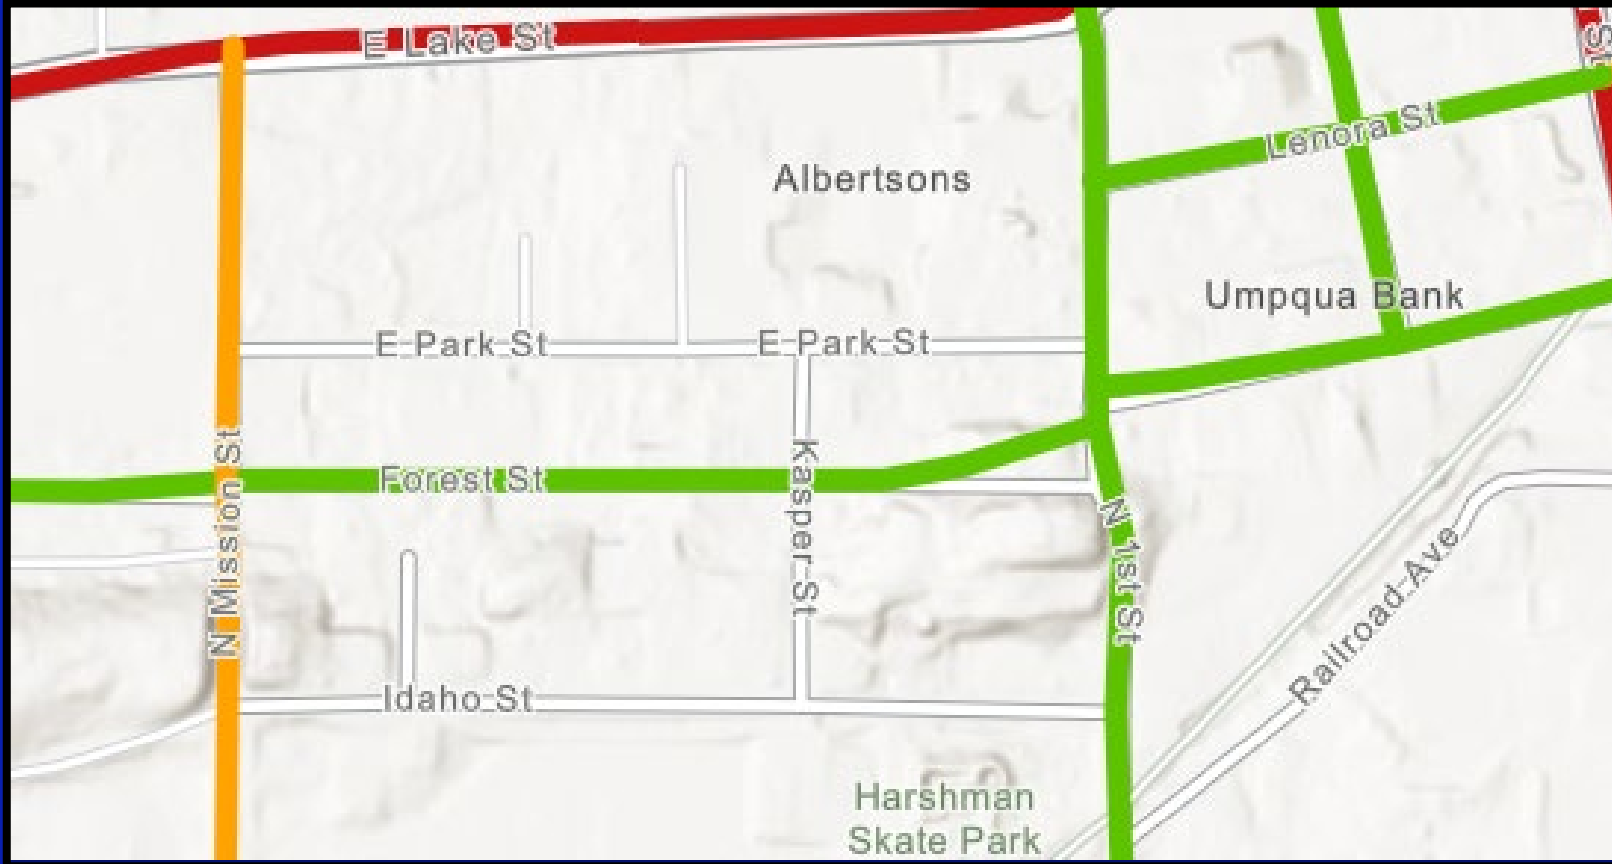 E Lake St
St
Lenora St
Albertsons
Umpqua Bank
E Park St
E Park St
N Mission St
Forest St
Kasper St
N 1st St
Railroad Ave
Idaho St
Harshman
Skate Park